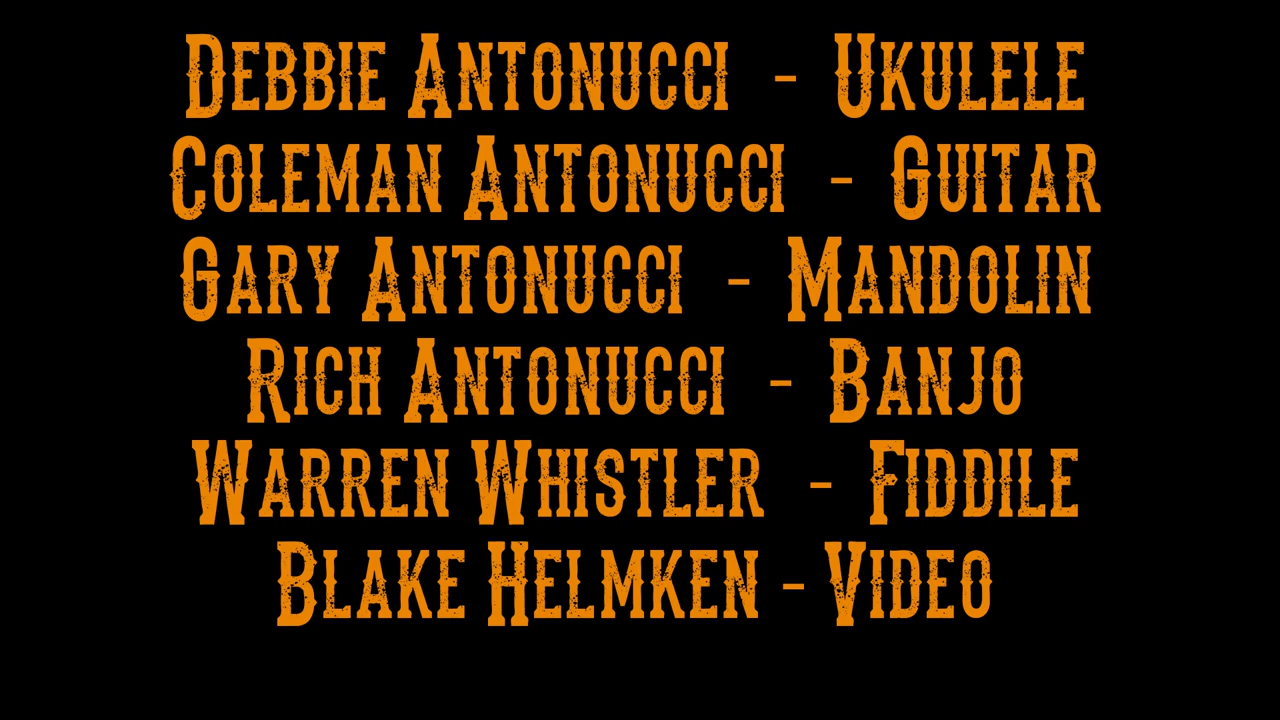 Debbie Antonucci - Ukulele
Coleman Antonucci - Guitar
Gary Antonucci - Mandolin
Rich Antonucci - Banjo
Warren Whistler - Fiddile
Blake Helmken - Video